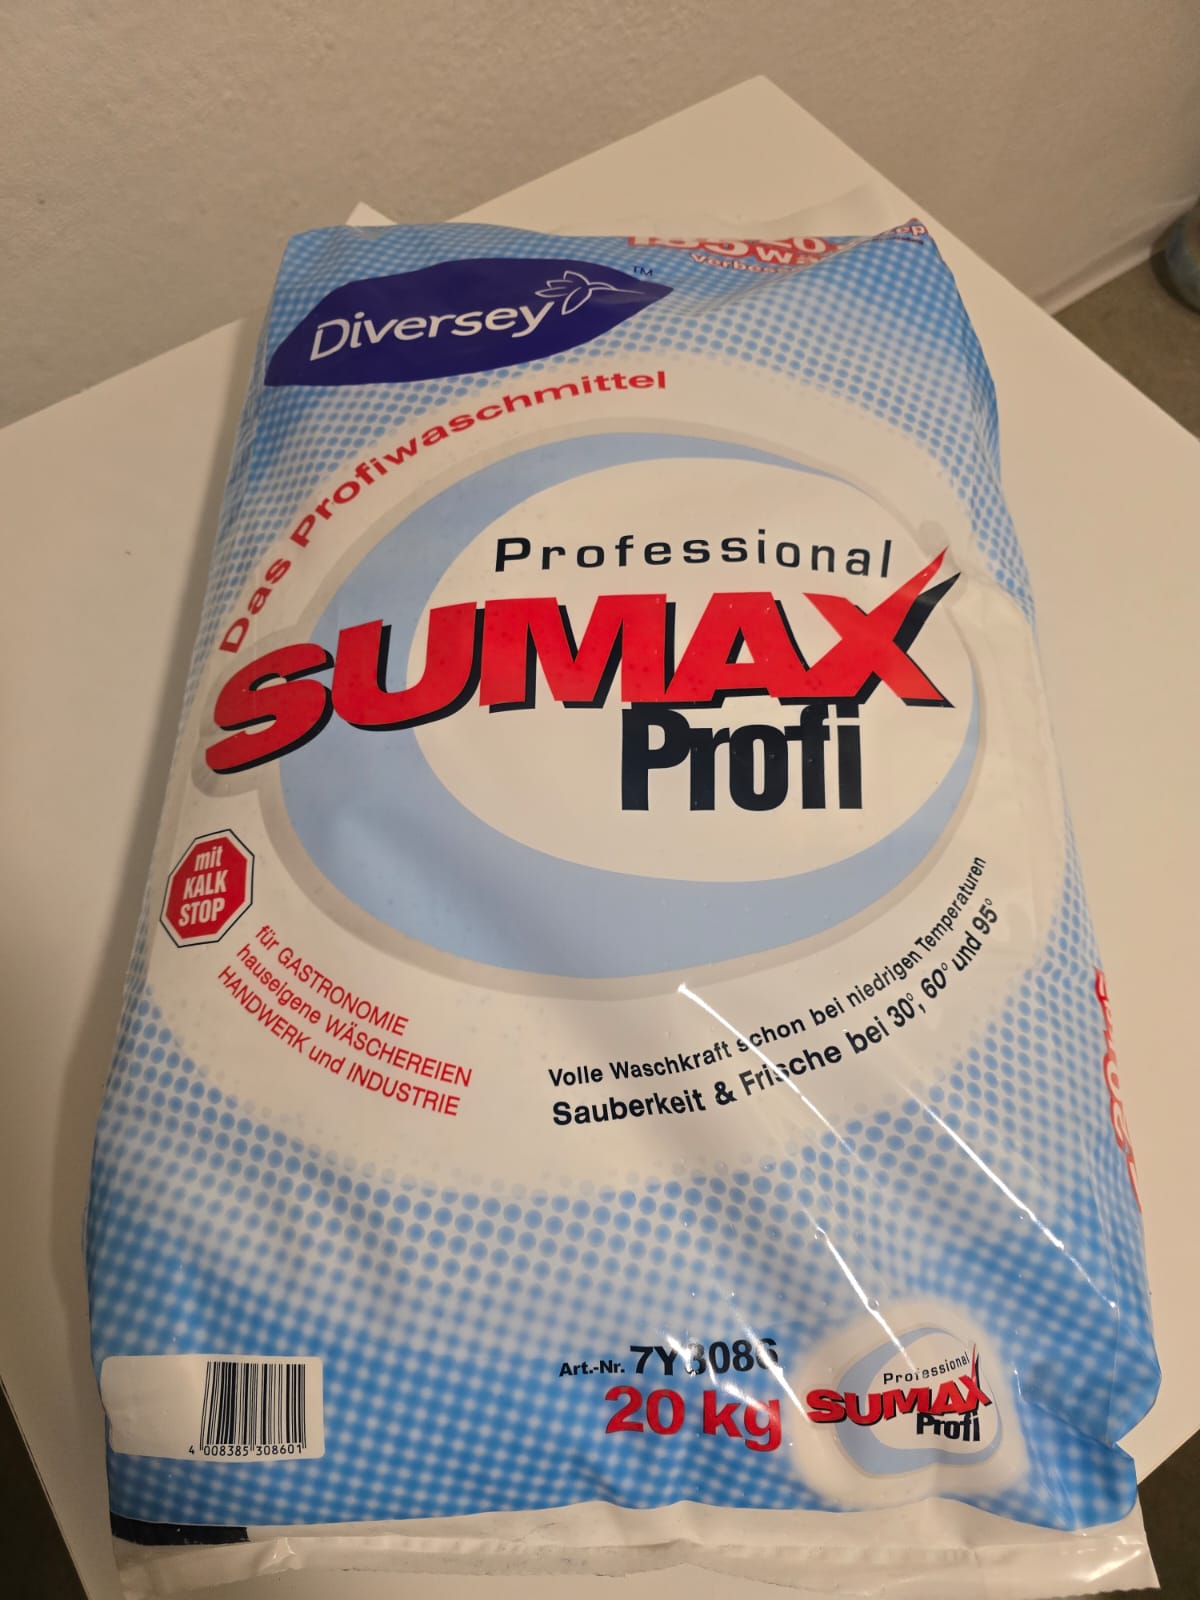 Diversey™
Das Profiwaschmittel
Professional
SUMAX
Profi
mit
KALK
STOP
für GASTRONOMIE
hauseigene WÄSCHEREIEN
HANDWERK und INDUSTRIE
Volle Waschkraft schon bei niedrigen Temperaturen
Sauberkeit & Frische bei 30°, 60° und 95°
Art.-Nr. 7Y3086
20 kg
Professional
SUMAX
Profi
4 008385 308601